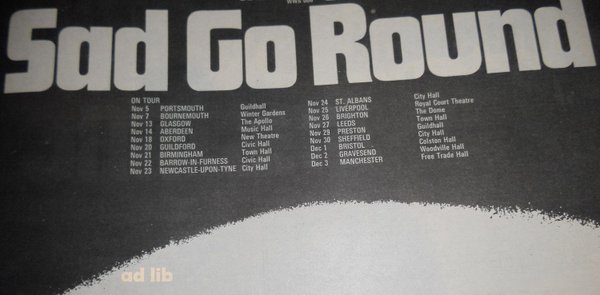 Sad Go Round
ON TOUR
Nov 5 PORTSMOUTH Guildhall
Nov 7 BOURNEMOUTH Winter Gardens
Nov 13 GLASGOW The Apollo
Nov 14 ABERDEEN Music Hall
Nov 18 OXFORD New Theatre
Nov 20 GUILDFORD Civic Hall
Nov 21 BIRMINGHAM Town Hall
Nov 22 BARROW-IN-FURNESS Civic Hall
Nov 23 NEWCASTLE-UPON-TYNE City Hall
Nov 24 ST. ALBANS City Hall
Nov 25 LIVERPOOL Royal Court Theatre
Nov 26 BRIGHTON The Dome
Nov 27 LEEDS Town Hall
Nov 29 PRESTON Guildhall
Nov 30 SHEFFIELD City Hall
Dec 1 BRISTOL Colston Hall
Dec 2 GRAVESEND Woodville Hall
Dec 3 MANCHESTER Free Trade Hall
ad lib